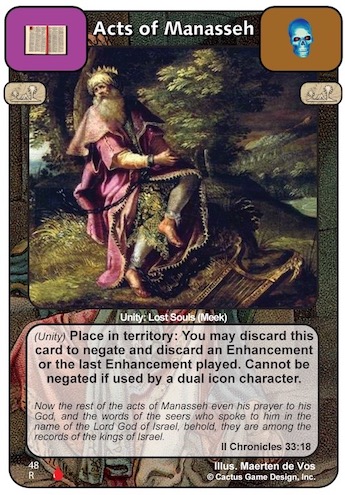 Acts of Manasseh
Unity: Lost Souls (Meek)
(Unity) Place in territory: You may discard this
card to negate and discard an Enhancement
or the last Enhancement played. Cannot be
negated if used by a dual icon character.
Now the rest of the acts of Manasseh even his prayer to his
God, and the words of the seers who spoke to him in the
name of the Lord God of Israel, behold, they are among the
records of the kings of Israel.
II Chronicles 33:18
48
R
Illus. Maerten de Vos
© Cactus Game Design, Inc.